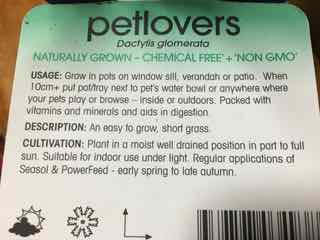 petlovers
Dactylis glomerata
NATURALLY GROWN – CHEMICAL FREE* + *NON GMO*
USAGE: Grow in pots on window sill, verandah or patio. When
10cm+ put pot/tray next to pet's water bowl or anywhere where
your pets play or browse – inside or outdoors. Packed with
vitamins and minerals and aids in digestion.
DESCRIPTION: An easy to grow, short grass.
CULTIVATION: Plant in a moist well drained position in part to full
sun. Suitable for indoor use under light. Regular applications of
Seasol & PowerFeed - early spring to late autumn.